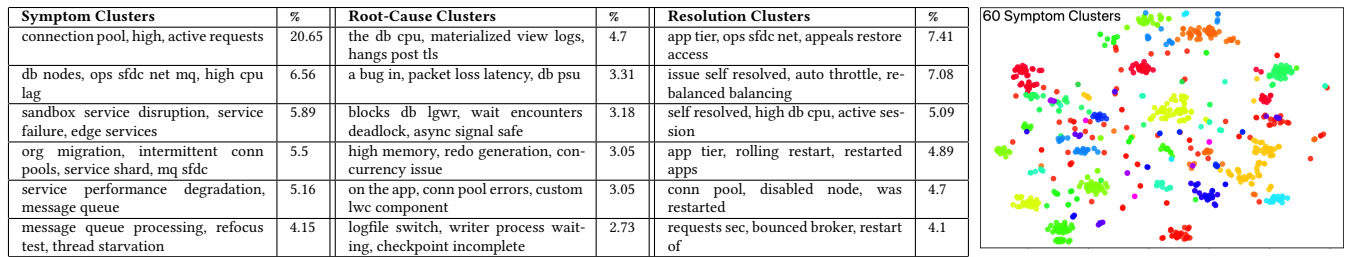 Symptom Clusters % Root-Cause Clusters % Resolution Clusters %
connection pool, high, active requests 20.65 the db cpu, materialized view logs, 4.7 app tier, ops sfdc net, appeals restore 7.41
hangs post tls access
db nodes, ops sfdc net mq, high cpu 6.56 a bug in, packet loss latency, db psu 3.31 issue self resolved, auto throttle, re- 7.08
lag balanced balancing
sandbox service disruption, service 5.89 blocks db lgwr, wait encounters 3.18 self resolved, high db cpu, active ses- 5.09
failure, edge services deadlock, async signal safe sion
org migration, intermittent conn 5.5 high memory, redo generation, con- 3.05 app tier, rolling restart, restarted 4.89
pools, service shard, mq sfdc currency issue apps
service performance degradation, 5.16 on the app, conn pool errors, custom 3.05 conn pool, disabled node, was 4.7
message queue lwc component restarted
message queue processing, refocus 4.15 logfile switch, writer process wait- 2.73 requests sec, bounced broker, restart 4.1
test, thread starvation ing, checkpoint incomplete of
60 Symptom Clusters